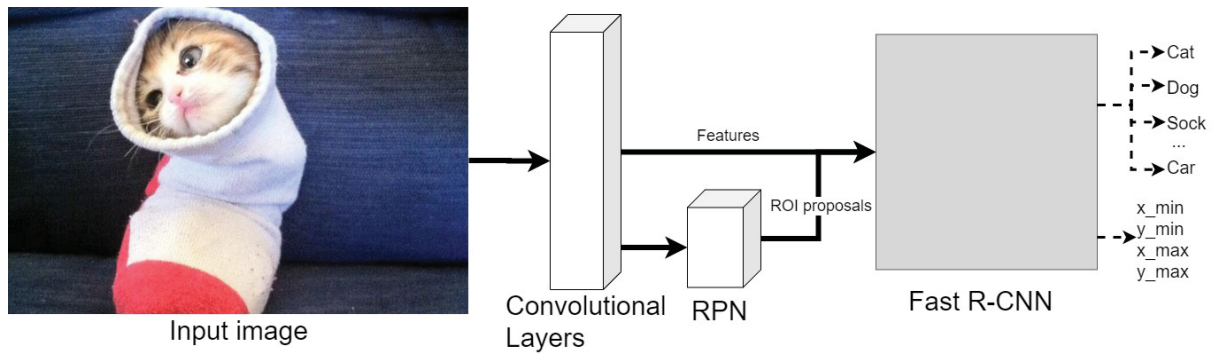 Input image
Convolutional
Layers
Features
RPN
ROI proposals
Fast R-CNN
Cat
Dog
Sock
...
Car
x_min
y_min
x_max
y_max